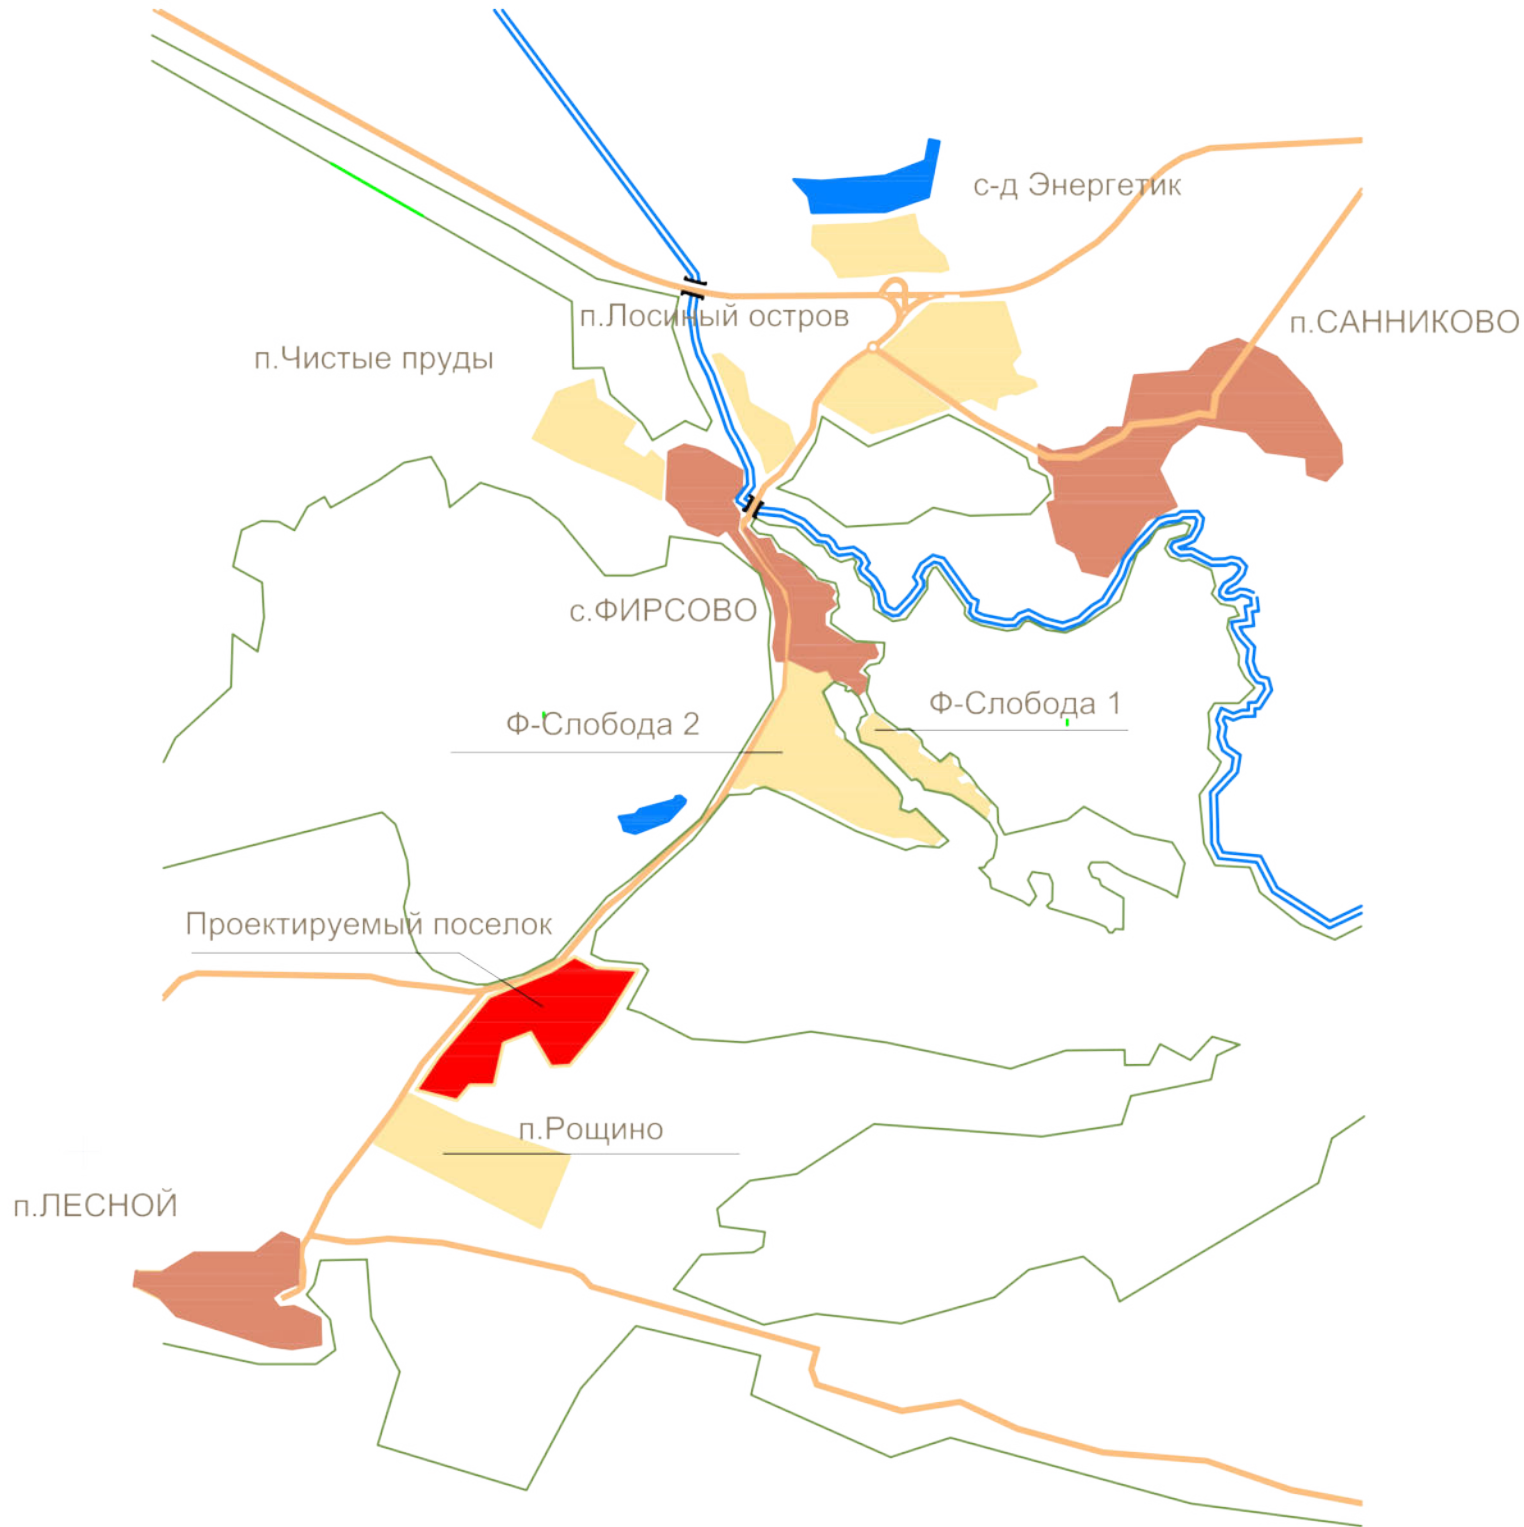 с-д Энергетик
п.Лосиный остров
п.САННИКОВО
п.Чистые пруды
с.ФИРСОВО
Ф-Слобода 1
Ф-Слобода 2
Проектируемый поселок
п.Рощино
п.ЛЕСНОЙ